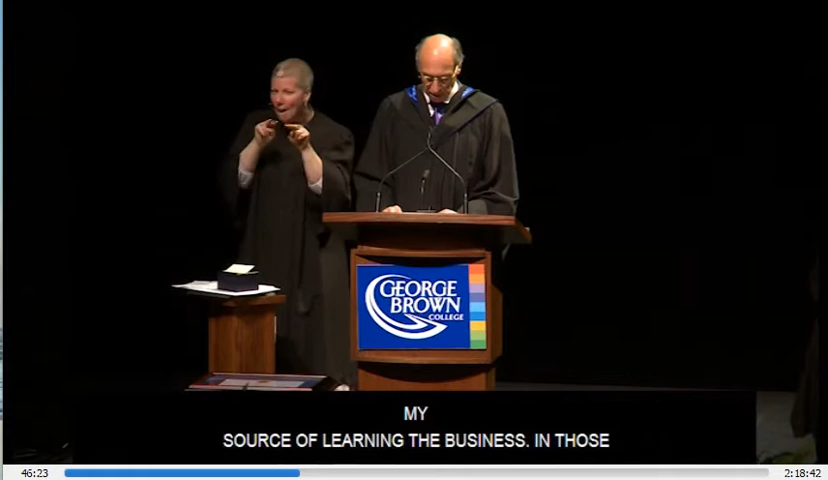 GEORGE
BROWN
COLLEGE
MY
SOURCE OF LEARNING THE BUSINESS. IN THOSE
46:23
2:18:42